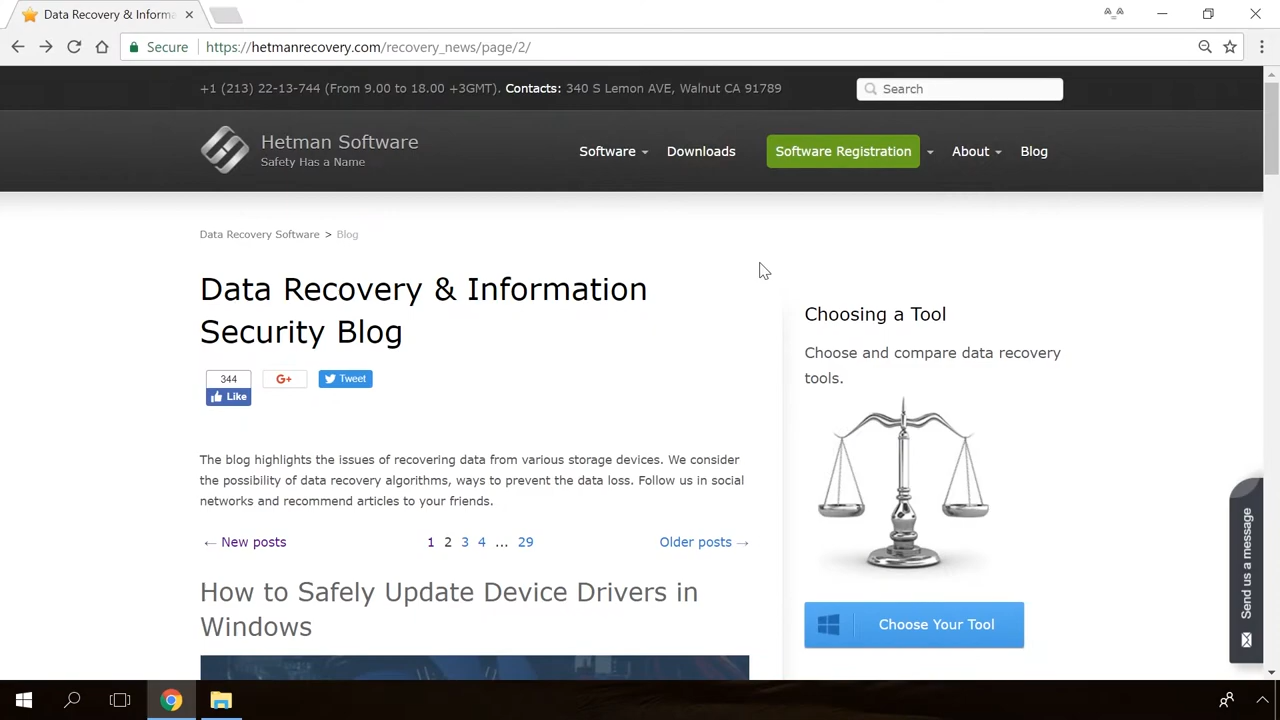 Data Recovery & Informa
Secure
https://hetmanrecovery.com/recovery_news/page/2/
+1 (213) 22-13-744 (From 9.00 to 18.00 +3GMT). Contacts: 340 S Lemon AVE, Walnut CA 91789
Search
Hetman Software
Safety Has a Name
Software
Downloads
Software Registration
About
Blog
Data Recovery Software > Blog
Data Recovery & Information
Security Blog
344
Like
G+
Tweet
The blog highlights the issues of recovering data from various storage devices. We consider
the possibility of data recovery algorithms, ways to prevent the data loss. Follow us in social
networks and recommend articles to your friends.
← New posts
1 2 3 4 ... 29
Older posts →
How to Safely Update Device Drivers in
Windows
Choosing a Tool
Choose and compare data recovery
tools.
Choose Your Tool
Send us a message